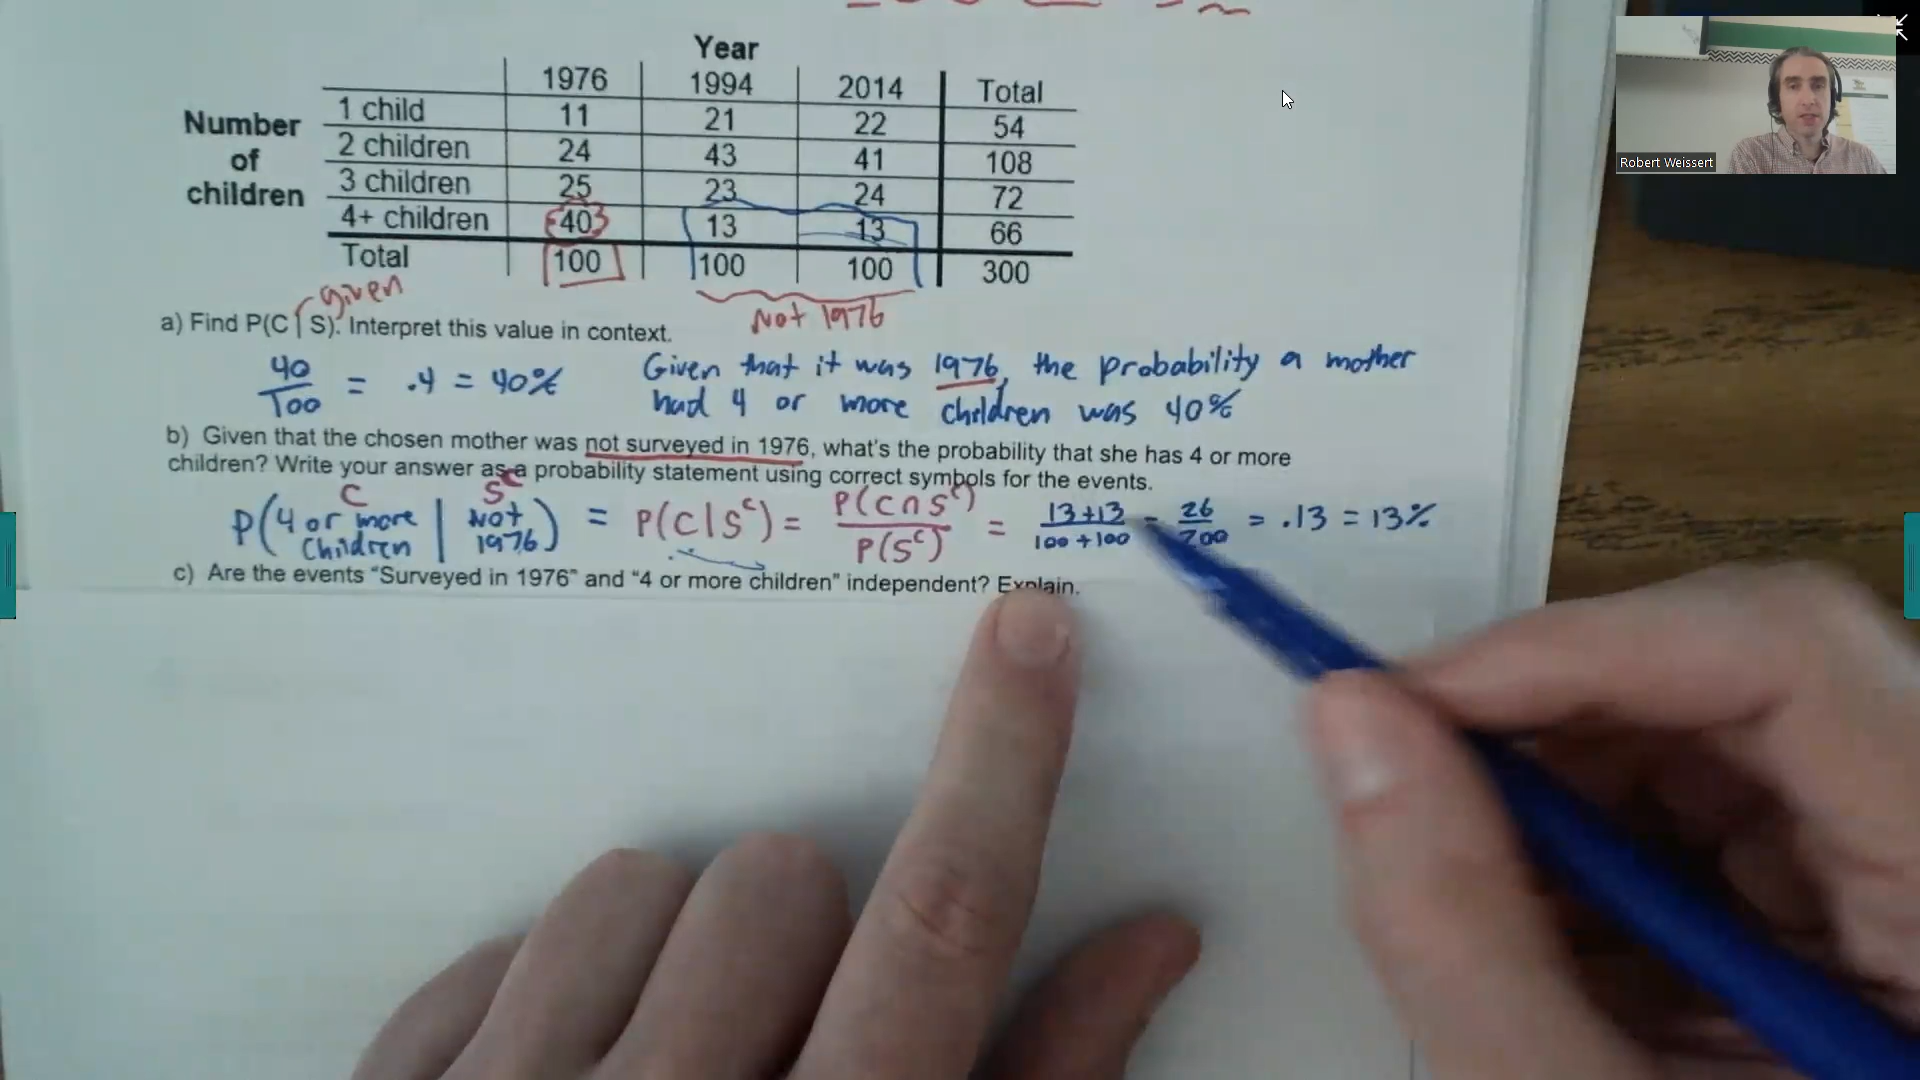 Year
1976 1994 2014 Total
Number of children
1 child 11 21 22 54
2 children 24 43 41 108
3 children 25 23 24 72
4+ children 40 13 13 66
Total 100 100 100 300
given
Not 1976
a) Find P(C | S). Interpret this value in context.
40/100 = .4 = 40%
Given that it was 1976, the probability a mother
had 4 or more children was 40%
b) Given that the chosen mother was not surveyed in 1976, what's the probability that she has 4 or more
children? Write your answer as a probability statement using correct symbols for the events.
C Sᶜ
P(4 or more children | Not 1976) = P(C|Sᶜ) = P(C∩Sᶜ)/P(Sᶜ) = 13+13/100+100 = 26/200 = .13 = 13%
c) Are the events "Surveyed in 1976" and "4 or more children" independent? Explain.
Robert Weissert